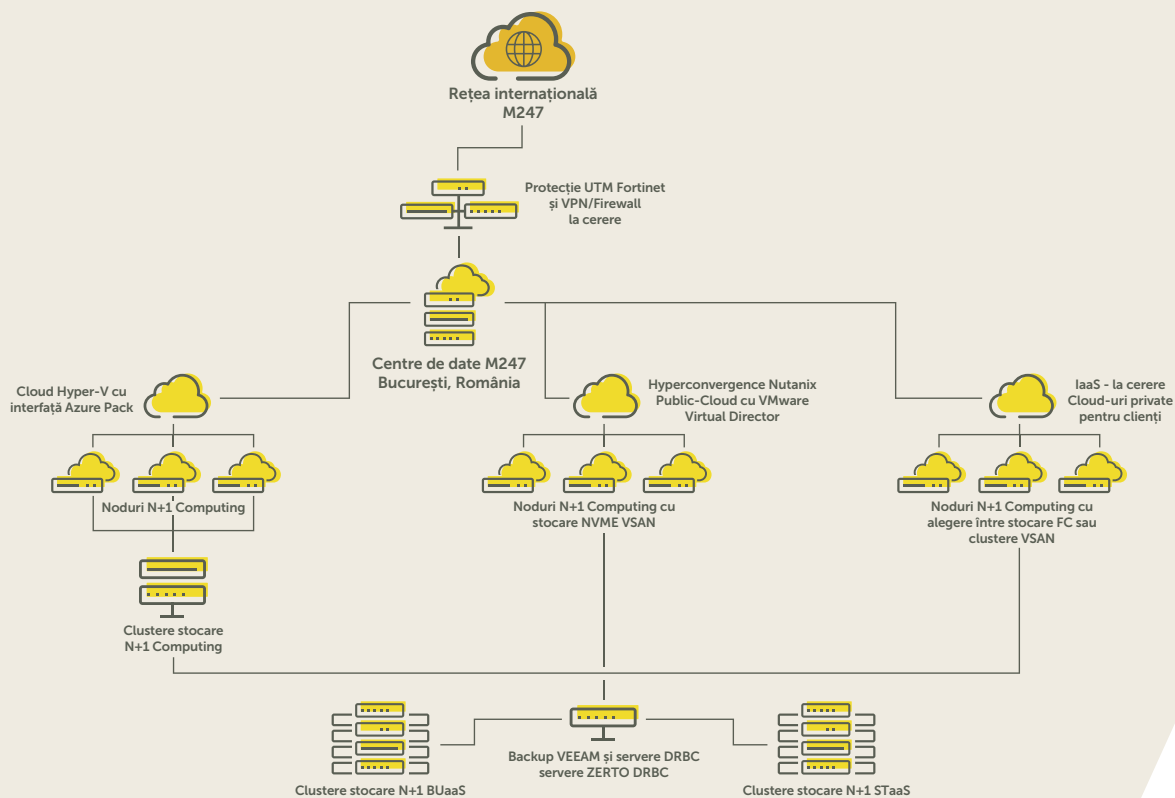 Rețea internațională
M247
Protecție UTM Fortinet
și VPN/Firewall
la cerere
Centre de date M247
București, România
Cloud Hyper-V cu
interfață Azure Pack
Hyperconvergence Nutanix
Public-Cloud cu VMware
Virtual Director
IaaS - la cerere
Cloud-uri private
pentru clienți
Noduri N+1 Computing
Noduri N+1 Computing cu
stocare NVME VSAN
Noduri N+1 Computing cu
alegere între stocare FC sau
clustere VSAN
Clustere stocare
N+1 Computing
Backup VEEAM și servere DRBC
servere ZERTO DRBC
Clustere stocare N+1 BUaaS
Clustere stocare N+1 STaaS